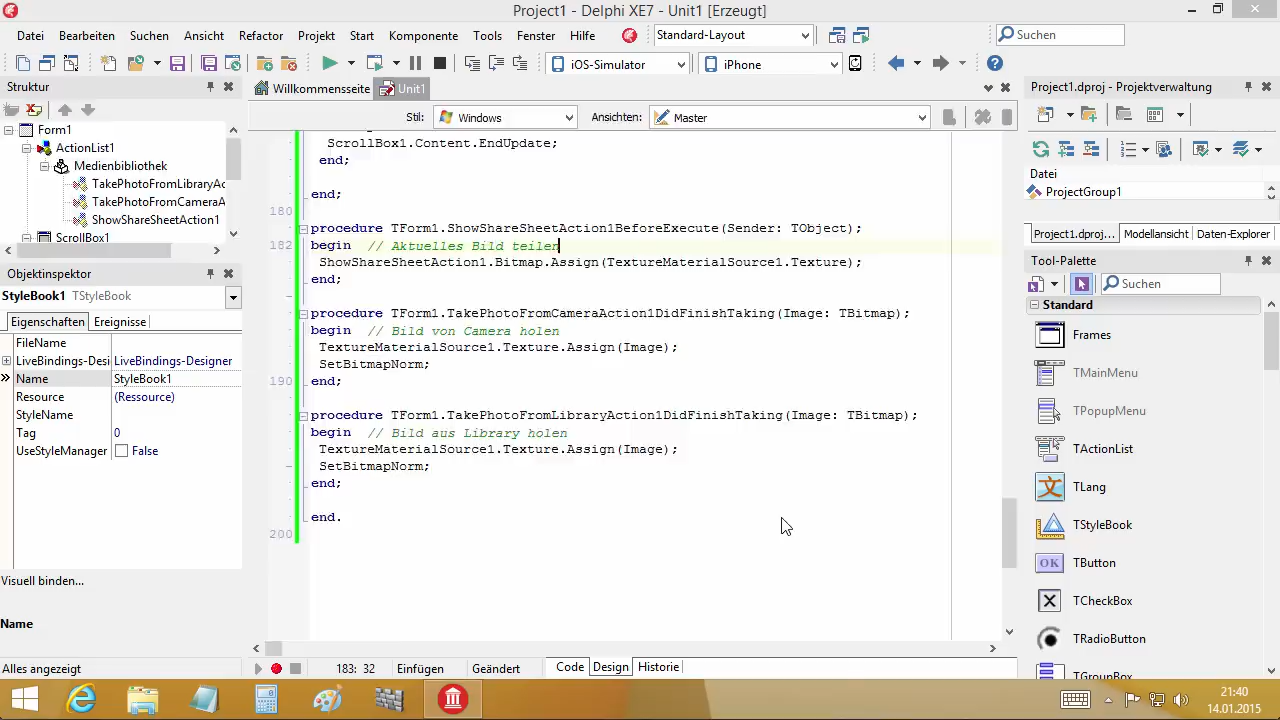 Project1 - Delphi XE7 - Unit1 [Erzeugt]
Datei Bearbeiten Suchen Ansicht Refactor Projekt Start Komponente Tools Fenster Hilfe Standard-Layout Suchen
iOS-Simulator iPhone
Struktur
Form1
ActionList1
Medienbibliothek
TakePhotoFromLibraryAc
TakePhotoFromCameraA
ShowShareSheetAction1
ScrollBox1
Objektinspektor
StyleBook1 TStyleBook
Eigenschaften Ereignisse
FileName
LiveBindings-Desi LiveBindings-Designer
Name StyleBook1
Resource (Ressource)
StyleName
Tag 0
UseStyleManager False
Visuell binden...
Name
Alles angezeigt
Willkommensseite Unit1
Stil: Windows Ansichten: Master
ScrollBox1.Content.EndUpdate;
end;
end;
180
procedure TForm1.ShowShareSheetAction1BeforeExecute(Sender: TObject);
182 begin // Aktuelles Bild teilen
ShowShareSheetAction1.Bitmap.Assign(TextureMaterialSource1.Texture);
end;
procedure TForm1.TakePhotoFromCameraAction1DidFinishTaking(Image: TBitmap);
begin // Bild von Camera holen
TextureMaterialSource1.Texture.Assign(Image);
SetBitmapNorm;
190 end;
procedure TForm1.TakePhotoFromLibraryAction1DidFinishTaking(Image: TBitmap);
begin // Bild aus Library holen
TextureMaterialSource1.Texture.Assign(Image);
SetBitmapNorm;
end;
end.
200
183: 32 Einfügen Geändert Code Design Historie
Project1.dproj - Projektverwaltung
Datei
ProjectGroup1
Project1.dproj... Modellansicht Daten-Explorer
Tool-Palette
Suchen
Standard
Frames
TMainMenu
TPopupMenu
TActionList
TLang
文
TStyleBook
OK TButton
TCheckBox
TRadioButton
TGroupBox
21:40
14.01.2015